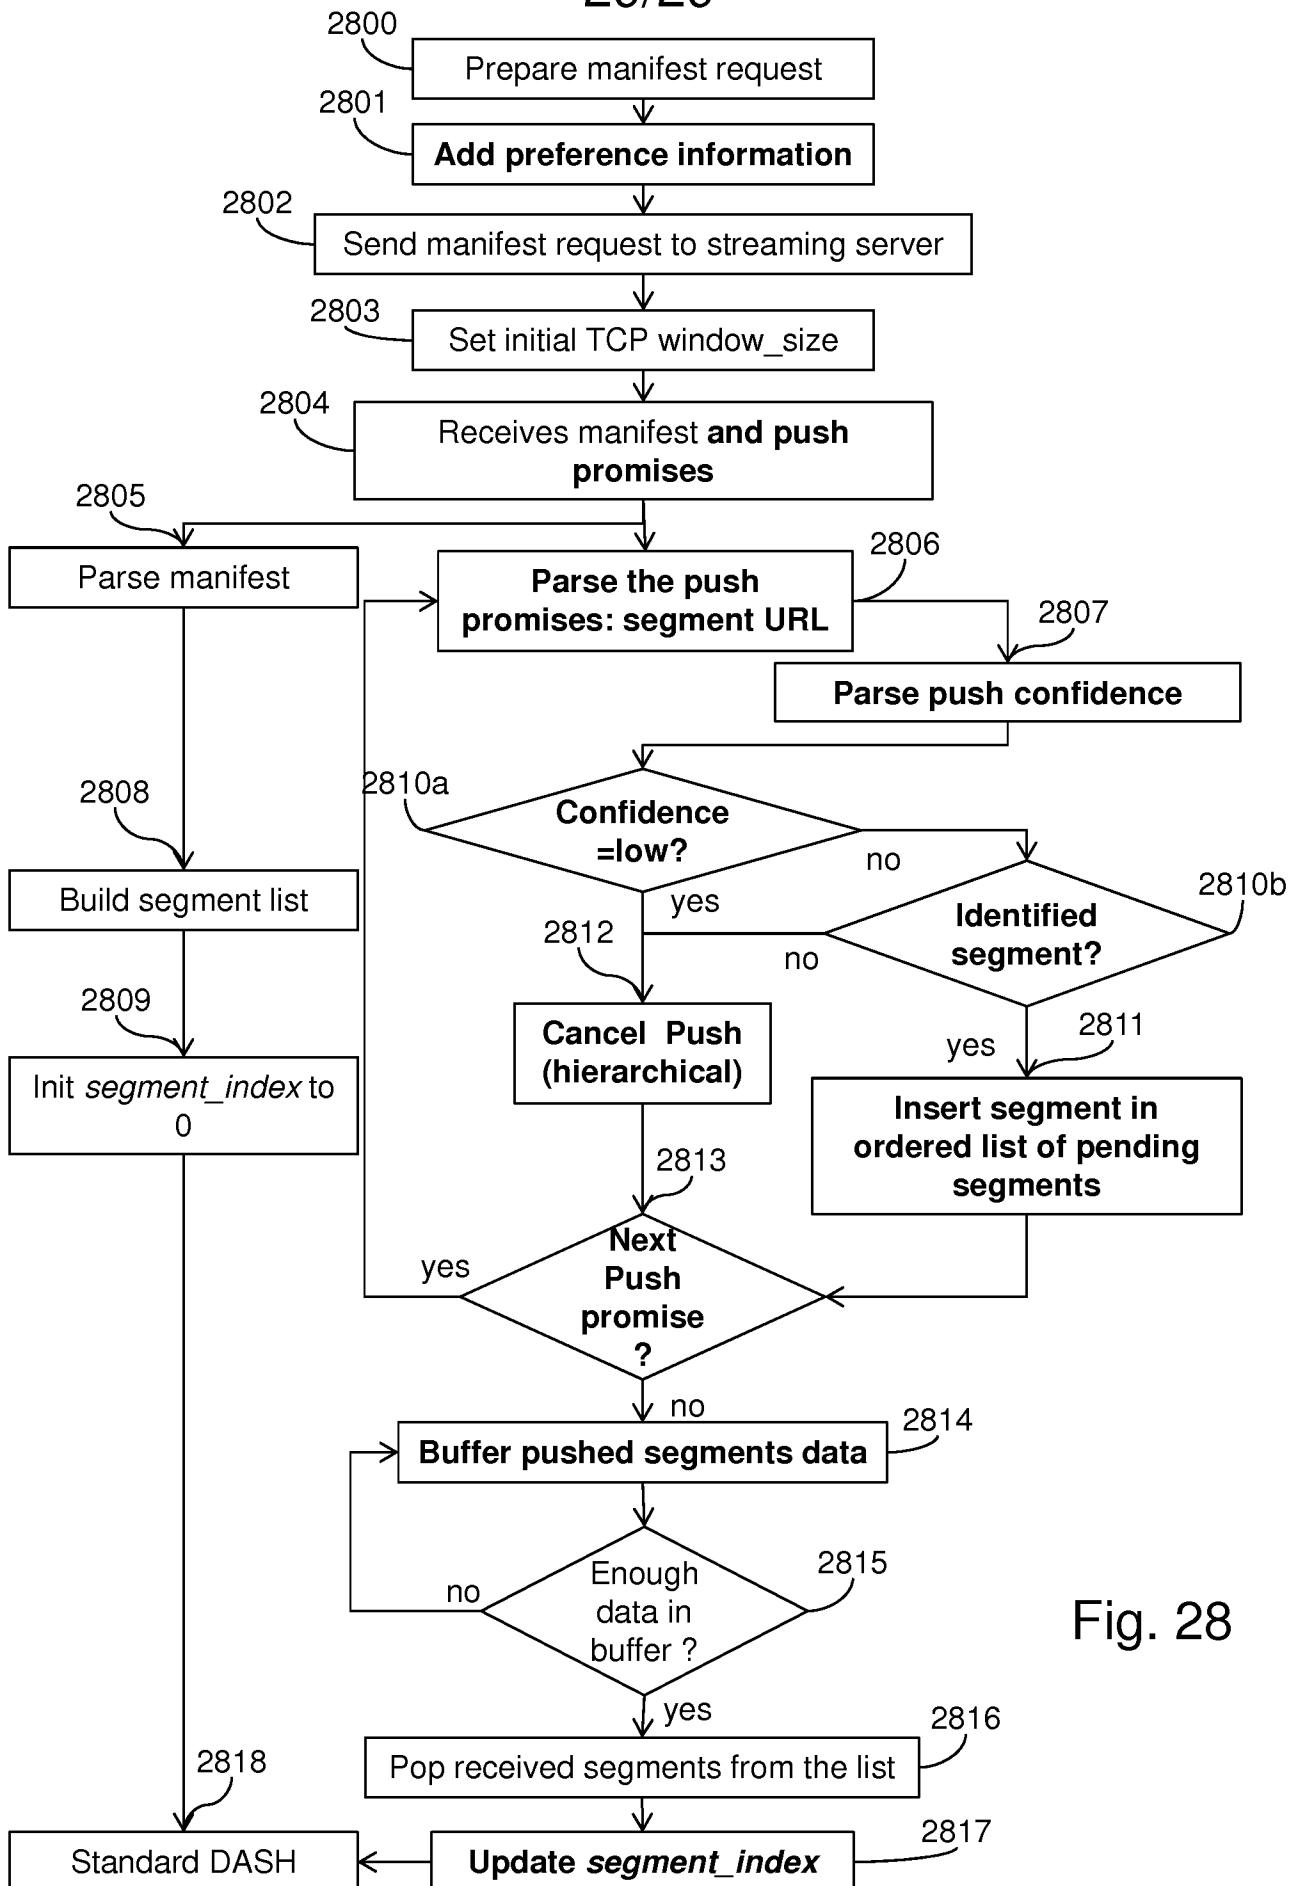 2800
Prepare manifest request
2801
Add preference information
2802
Send manifest request to streaming server
2803
Set initial TCP window_size
2804
Receives manifest and push
promises
2805
Parse manifest
2806
Parse the push
promises: segment URL
2807
Parse push confidence
2810a
Confidence
=low?
no
yes
2808
Build segment list
2810b
Identified
segment?
no
2812
Cancel Push
(hierarchical)
2809
Init segment_index to
0
yes
2811
Insert segment in
ordered list of pending
segments
2813
Next
Push
promise
?
yes
no
2814
Buffer pushed segments data
2815
Enough
data in
buffer ?
no
yes
Fig. 28
2816
Pop received segments from the list
2817
Update segment_index
2818
Standard DASH